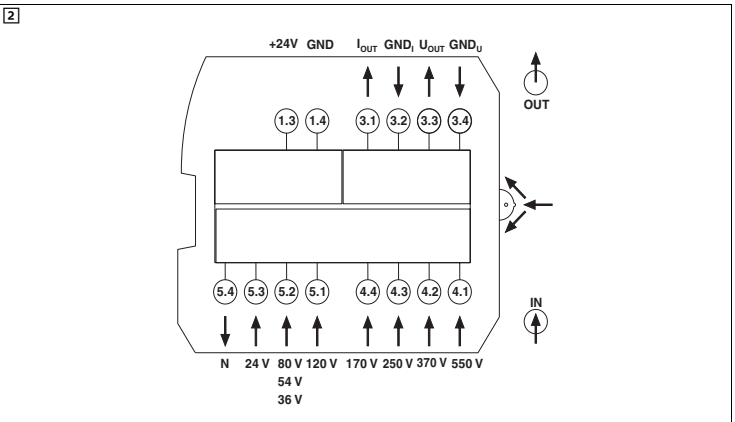 2
+24V GND I_OUT GND_I U_OUT GND_U
OUT
1.3 1.4 3.1 3.2 3.3 3.4
5.4 5.3 5.2 5.1 4.4 4.3 4.2 4.1
IN
N 24 V 80 V 120 V 170 V 250 V 370 V 550 V
54 V
36 V